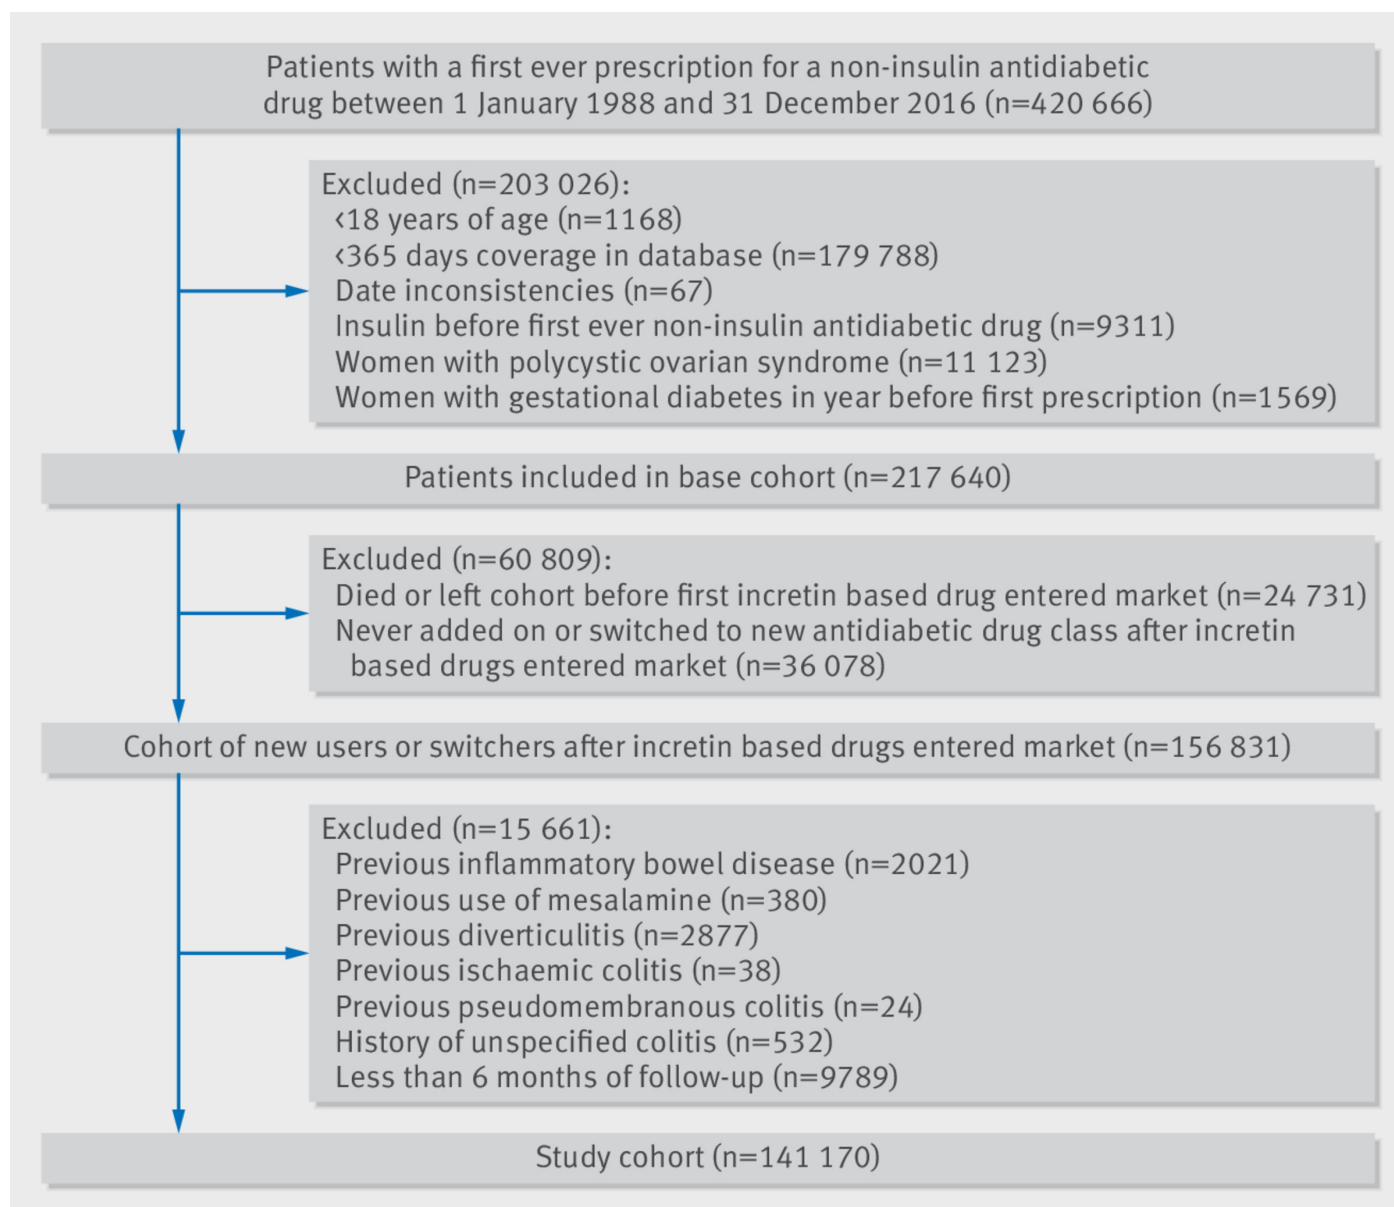 Patients with a first ever prescription for a non-insulin antidiabetic
drug between 1 January 1988 and 31 December 2016 (n=420 666)
Excluded (n=203 026):
<18 years of age (n=1168)
<365 days coverage in database (n=179 788)
Date inconsistencies (n=67)
Insulin before first ever non-insulin antidiabetic drug (n=9311)
Women with polycystic ovarian syndrome (n=11 123)
Women with gestational diabetes in year before first prescription (n=1569)
Patients included in base cohort (n=217 640)
Excluded (n=60 809):
Died or left cohort before first incretin based drug entered market (n=24 731)
Never added on or switched to new antidiabetic drug class after incretin
based drugs entered market (n=36 078)
Cohort of new users or switchers after incretin based drugs entered market (n=156 831)
Excluded (n=15 661):
Previous inflammatory bowel disease (n=2021)
Previous use of mesalamine (n=380)
Previous diverticulitis (n=2877)
Previous ischaemic colitis (n=38)
Previous pseudomembranous colitis (n=24)
History of unspecified colitis (n=532)
Less than 6 months of follow-up (n=9789)
Study cohort (n=141 170)